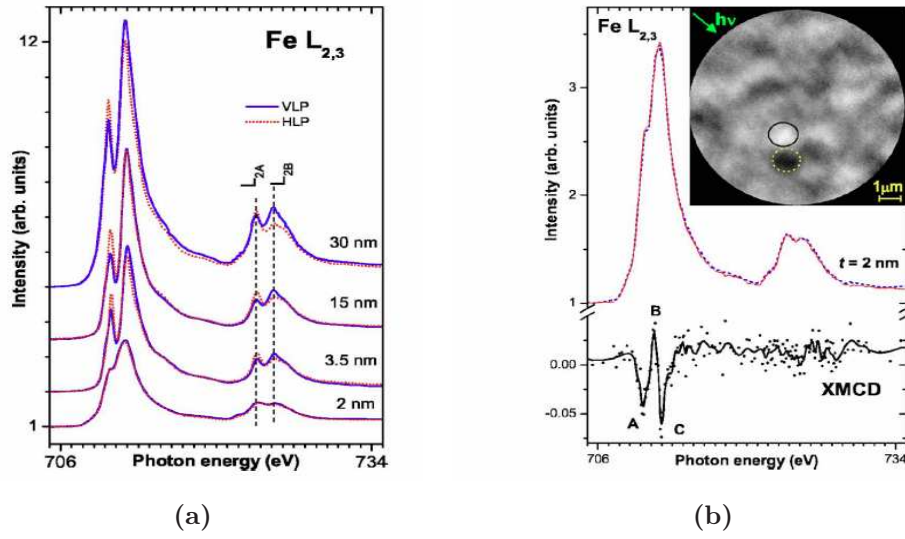 12
Fe L2,3
VLP
HLP
L2A
L2B
30 nm
15 nm
3.5 nm
2 nm
1
706
734
Photon energy (eV)
Intensity (arb. units)
(a)
Fe L2,3
hν
1μm
3
2
1
t = 2 nm
B
0.00
-0.05
A
C
XMCD
706
734
Photon energy (eV)
Intensity (arb. units)
(b)